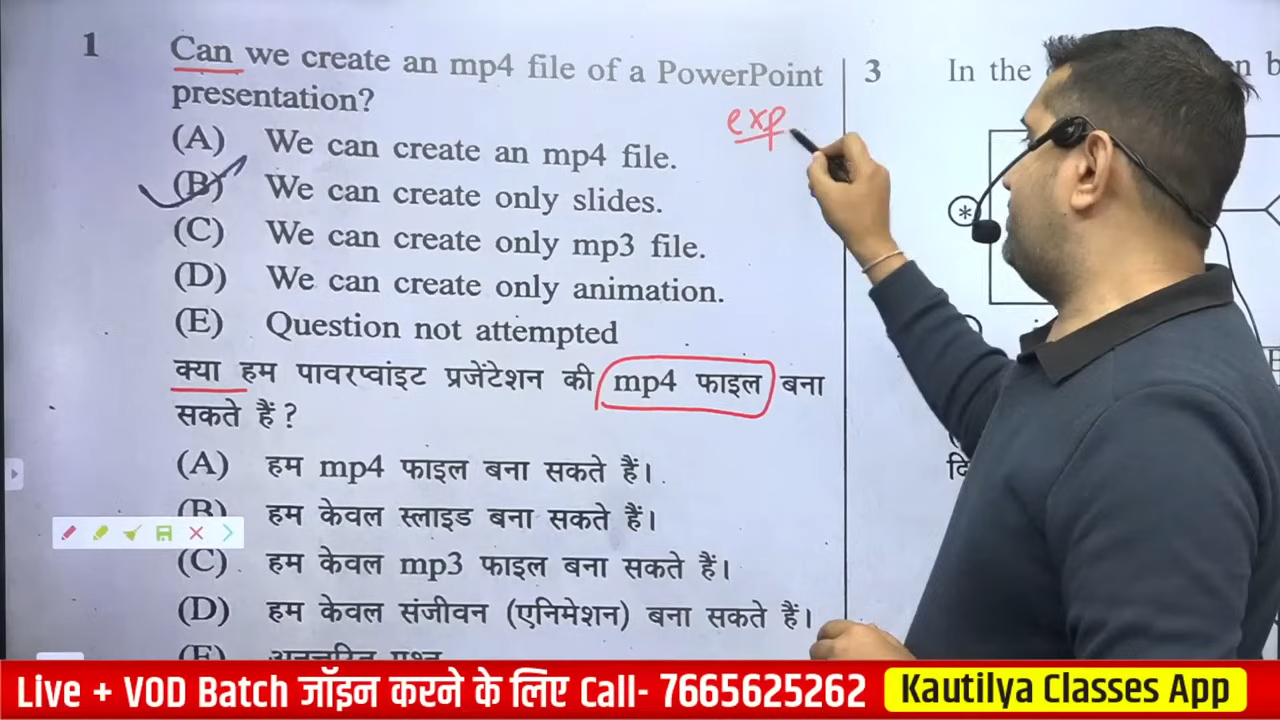 1 Can we create an mp4 file of a PowerPoint
presentation?
(A) We can create an mp4 file.
(B) We can create only slides.
(C) We can create only mp3 file.
(D) We can create only animation.
(E) Question not attempted
क्या हम पावरप्वांइट प्रजेंटेशन की mp4 फाइल बना
सकते हैं ?
(A) हम mp4 फाइल बना सकते हैं।
(B) हम केवल स्लाइड बना सकते हैं।
(C) हम केवल mp3 फाइल बना सकते हैं।
(D) हम केवल संजीवन (एनिमेशन) बना सकते हैं।
(E) अनुत्तरित प्रश्न
exp
3 In the
Live + VOD Batch जॉइन करने के लिए Call- 7665625262
Kautilya Classes App